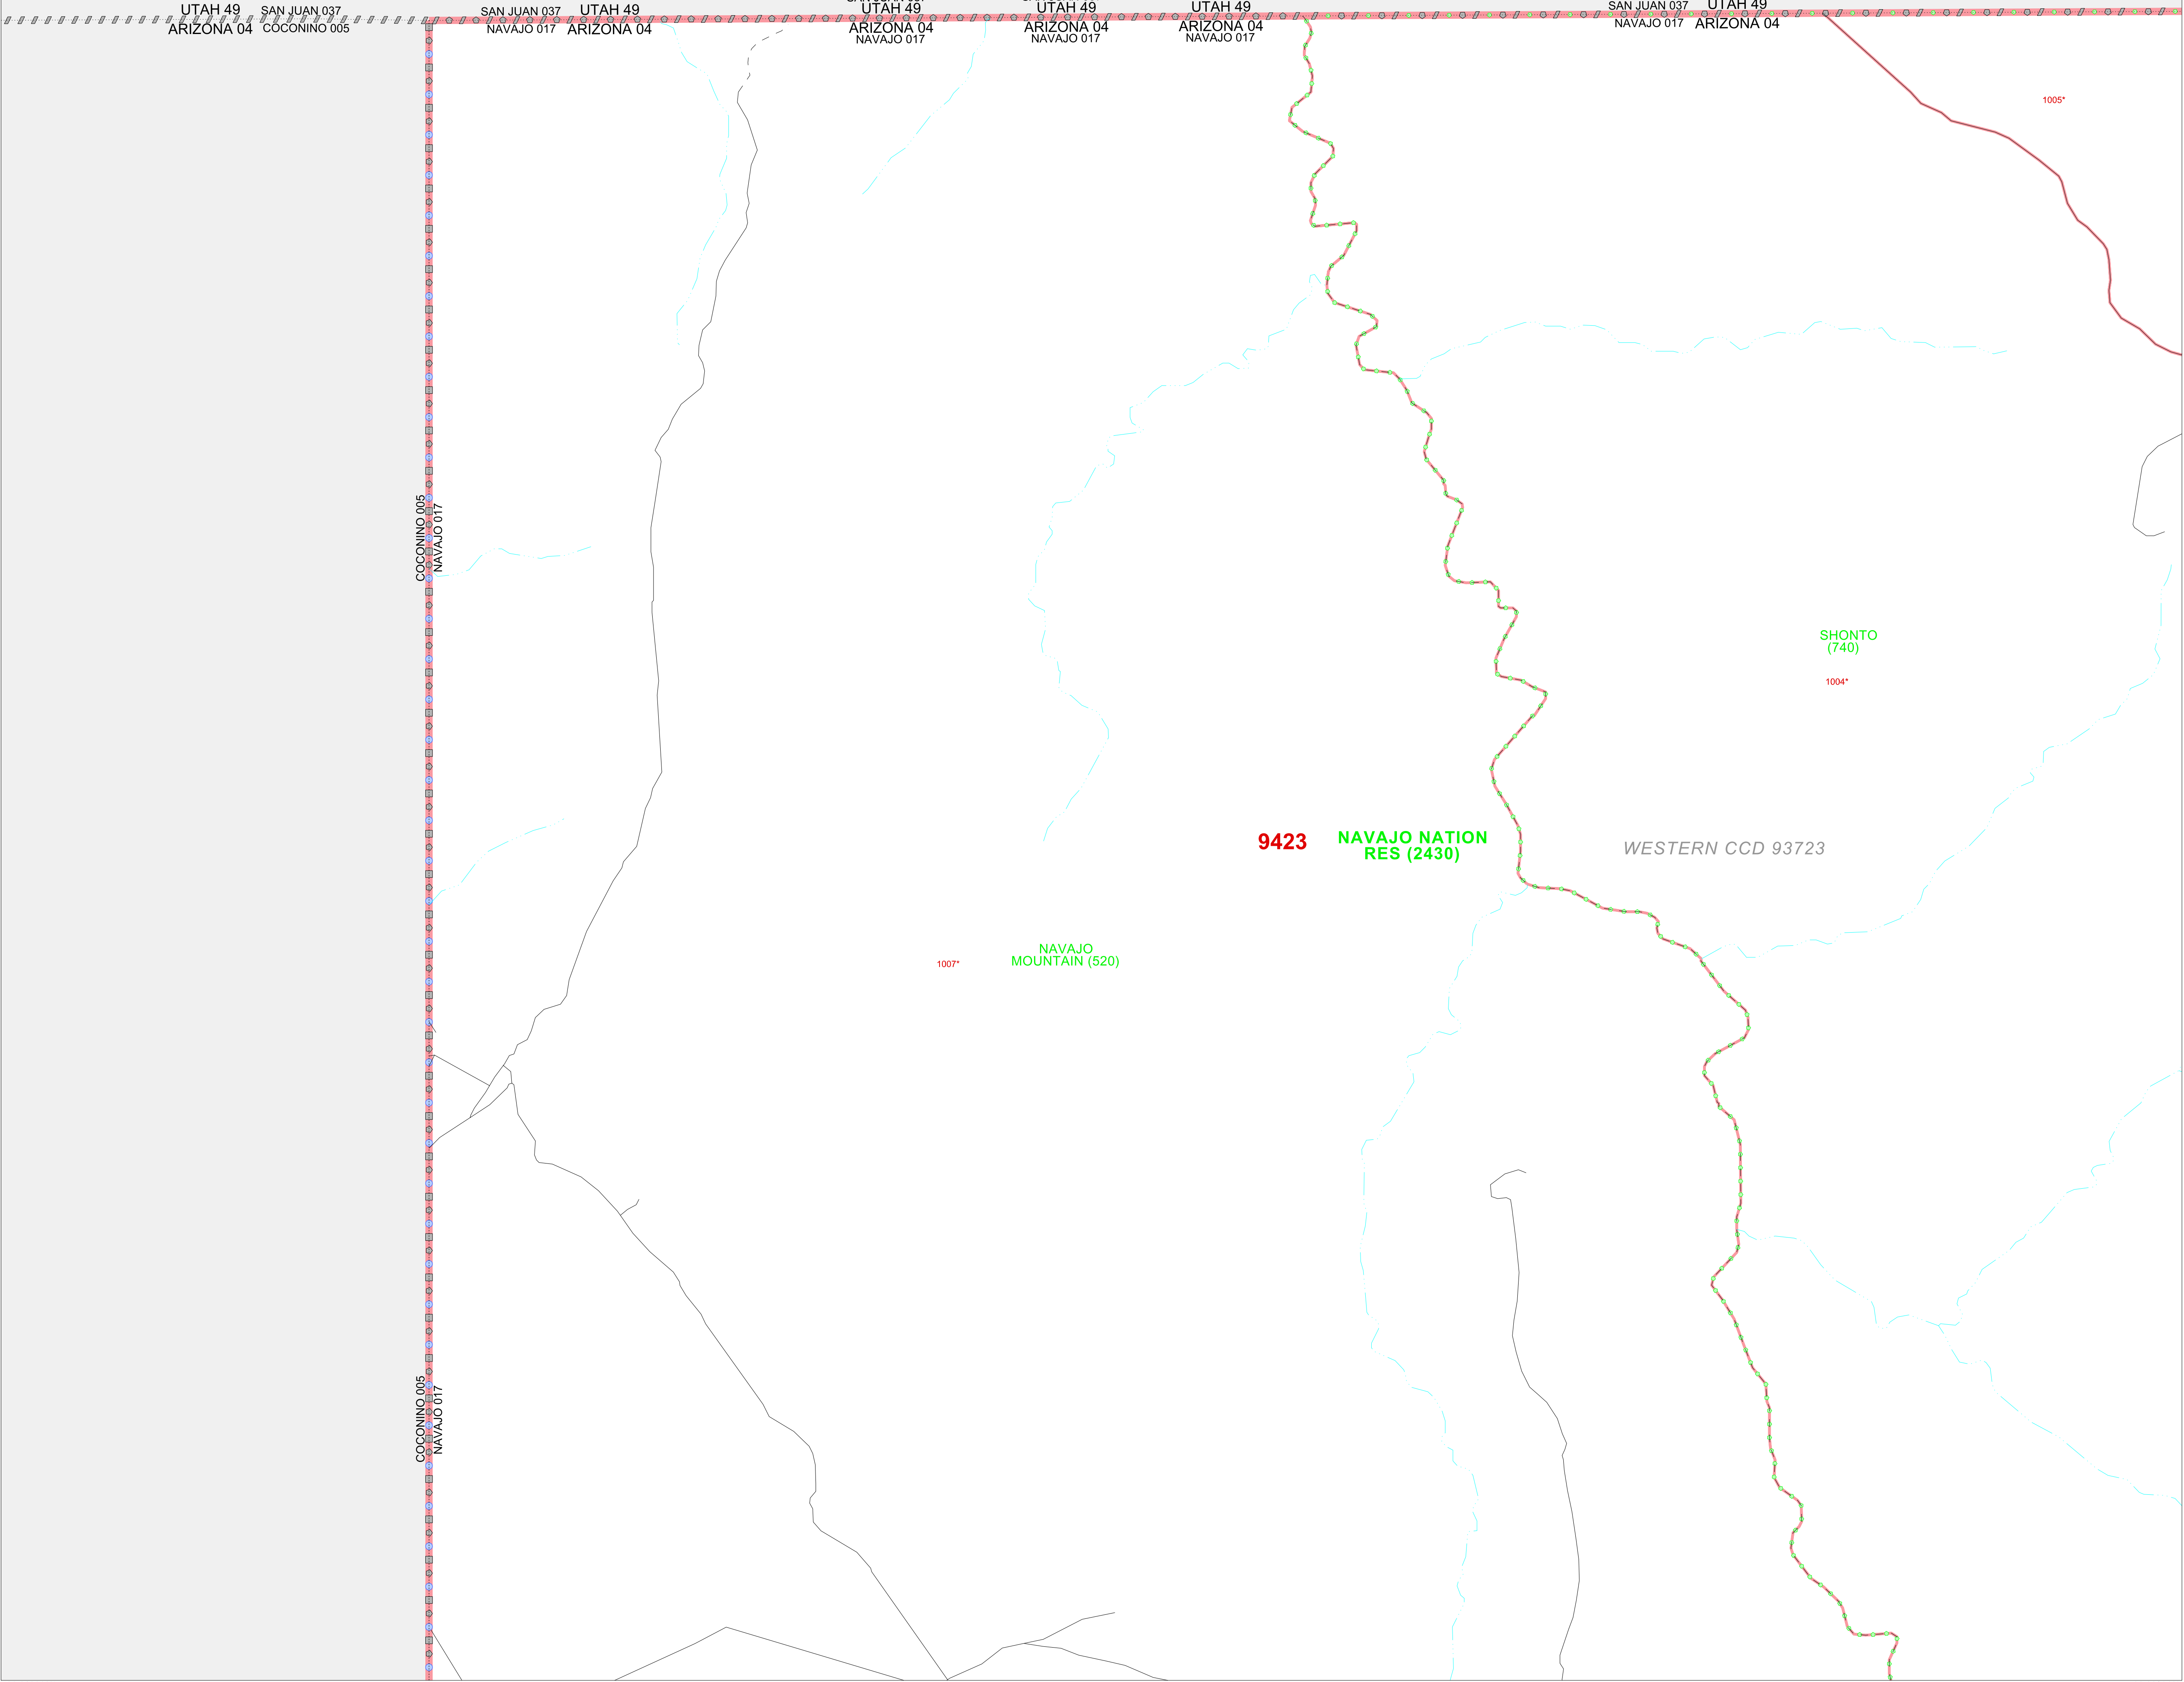 UTAH 49
SAN JUAN 037
ARIZONA 04
COCONINO 005
SAN JUAN 037
UTAH 49
NAVAJO 017
ARIZONA 04
UTAH 49
ARIZONA 04
NAVAJO 017
UTAH 49
ARIZONA 04
NAVAJO 017
UTAH 49
ARIZONA 04
NAVAJO 017
SAN JUAN 037
UTAH 49
NAVAJO 017
ARIZONA 04
1005*
COCONINO 005
NAVAJO 017
SHONTO
(740)
1004*
9423
NAVAJO NATION
RES (2430)
WESTERN CCD 93723
NAVAJO
MOUNTAIN (520)
1007*
COCONINO 005
NAVAJO 017